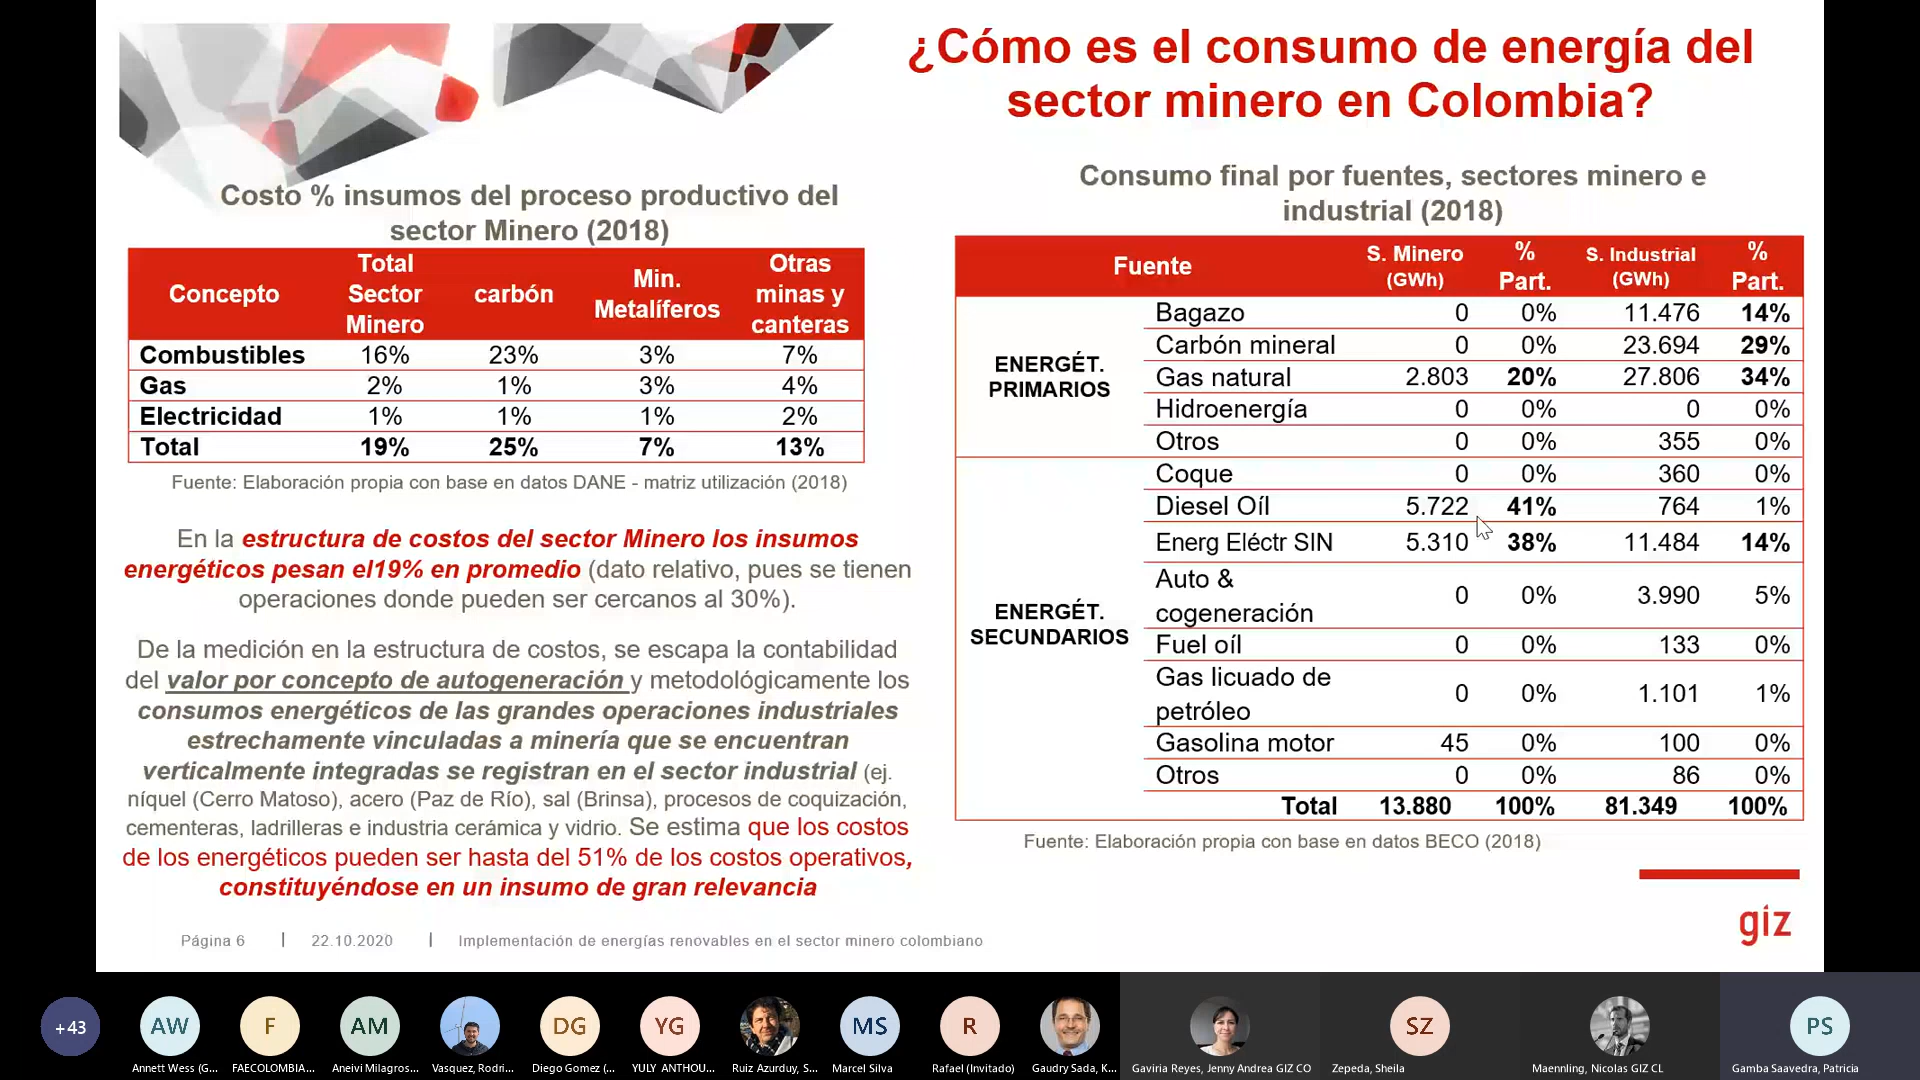 ¿Cómo es el consumo de energía del
sector minero en Colombia?
Costo % insumos del proceso productivo del
sector Minero (2018)
Concepto Total Sector Minero carbón Min. Metalíferos Otras minas y canteras
Combustibles 16% 23% 3% 7%
Gas 2% 1% 3% 4%
Electricidad 1% 1% 1% 2%
Total 19% 25% 7% 13%
Fuente: Elaboración propia con base en datos DANE - matriz utilización (2018)
En la estructura de costos del sector Minero los insumos
energéticos pesan el19% en promedio (dato relativo, pues se tienen
operaciones donde pueden ser cercanos al 30%).
De la medición en la estructura de costos, se escapa la contabilidad
del valor por concepto de autogeneración y metodológicamente los
consumos energéticos de las grandes operaciones industriales
estrechamente vinculadas a minería que se encuentran
verticalmente integradas se registran en el sector industrial (ej.
níquel (Cerro Matoso), acero (Paz de Río), sal (Brinsa), procesos de coquización,
cementeras, ladrilleras e industria cerámica y vidrio. Se estima que los costos
de los energéticos pueden ser hasta del 51% de los costos operativos,
constituyéndose en un insumo de gran relevancia
Consumo final por fuentes, sectores minero e
industrial (2018)
Fuente S. Minero (GWh) % Part. S. Industrial (GWh) % Part.
ENERGÉT. PRIMARIOS
Bagazo 0 0% 11.476 14%
Carbón mineral 0 0% 23.694 29%
Gas natural 2.803 20% 27.806 34%
Hidroenergía 0 0% 0 0%
Otros 0 0% 355 0%
ENERGÉT. SECUNDARIOS
Coque 0 0% 360 0%
Diesel Oíl 5.722 41% 764 1%
Energ Eléctr SIN 5.310 38% 11.484 14%
Auto & cogeneración 0 0% 3.990 5%
Fuel oíl 0 0% 133 0%
Gas licuado de petróleo 0 0% 1.101 1%
Gasolina motor 45 0% 100 0%
Otros 0 0% 86 0%
Total 13.880 100% 81.349 100%
Fuente: Elaboración propia con base en datos BECO (2018)
giz
Página 6 | 22.10.2020 | Implementación de energías renovables en el sector minero colombiano
+43 AW F AM DG YG MS R SZ PS
Annett Wess (G... FAECOLOMBIA... Aneivi Milagros... Vasquez, Rodri... Diego Gomez (... YULY ANTHOU... Ruiz Azurduy, S... Marcel Silva Rafael (Invitado) Gaudry Sada, K... Gaviria Reyes, Jenny Andrea GIZ CO Zepeda, Sheila Maennling, Nicolas GIZ CL Gamba Saavedra, Patricia